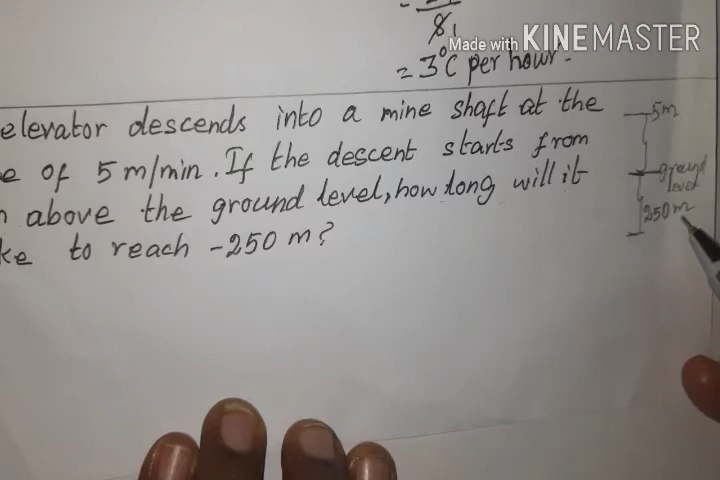 8 1
Made with KINEMASTER
= 3°C per hour.
elevator descends into a mine shaft at the
e of 5 m/min. If the descent starts from
above the ground level, how long will it
ke to reach -250 m?
5m
ground
level
250 m